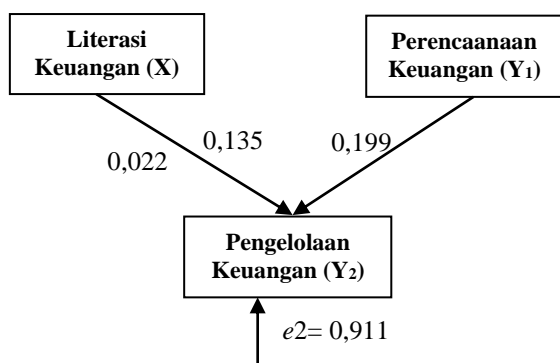 Literasi
Keuangan (X)
Perencaanaan
Keuangan (Y₁)
0,135
0,022
0,199
Pengelolaan
Keuangan (Y₂)
e2= 0,911